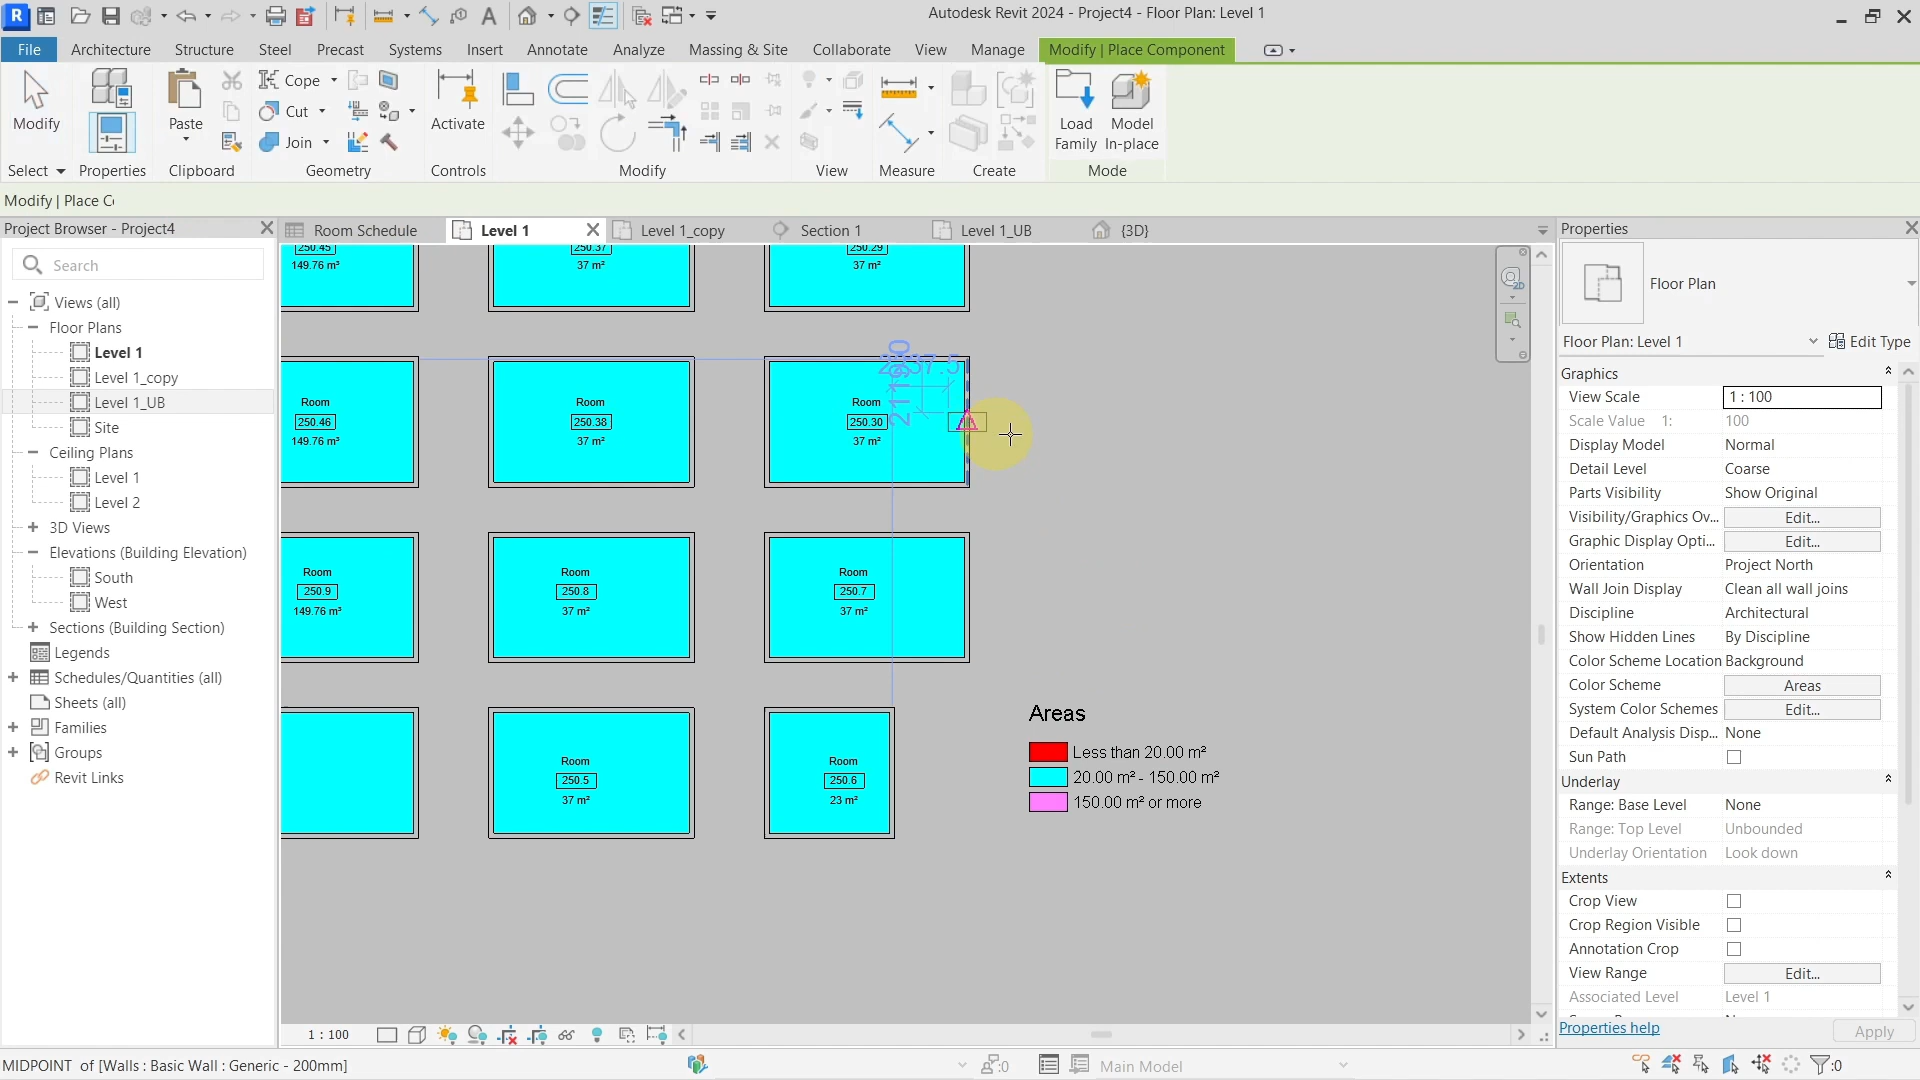 Autodesk Revit 2024 - Project4 - Floor Plan: Level 1
File Architecture Structure Steel Precast Systems Insert Annotate Analyze Massing & Site Collaborate View Manage Modify | Place Component
Modify Paste Cope Cut Join Activate Load Family Model In-place
Select Properties Clipboard Geometry Controls Modify View Measure Create Mode
Modify | Place C
Project Browser - Project4
Room Schedule Level 1 Level 1_copy Section 1 Level 1_UB {3D}
Properties
Search
Views (all)
Floor Plans
Level 1
Level 1_copy
Level 1_UB
Site
Ceiling Plans
Level 1
Level 2
3D Views
Elevations (Building Elevation)
South
West
Sections (Building Section)
Legends
Schedules/Quantities (all)
Sheets (all)
Families
Groups
Revit Links
250.45 250.37 250.29
149.76 m² 37 m² 37 m²
Room Room Room
250.46 250.38 250.30
149.76 m² 37 m² 37 m²
Room Room Room
250.9 250.8 250.7
149.76 m² 37 m² 37 m²
Room Room
250.5 250.6
37 m² 23 m²
Areas
Less than 20.00 m²
20.00 m² - 150.00 m²
150.00 m² or more
Floor Plan
Floor Plan: Level 1 Edit Type
Graphics
View Scale 1 : 100
Scale Value 1: 100
Display Model Normal
Detail Level Coarse
Parts Visibility Show Original
Visibility/Graphics Ov... Edit...
Graphic Display Opti... Edit...
Orientation Project North
Wall Join Display Clean all wall joins
Discipline Architectural
Show Hidden Lines By Discipline
Color Scheme Location Background
Color Scheme Areas
System Color Schemes Edit...
Default Analysis Disp... None
Sun Path
Underlay
Range: Base Level None
Range: Top Level Unbounded
Underlay Orientation Look down
Extents
Crop View
Crop Region Visible
Annotation Crop
View Range Edit...
Associated Level Level 1
Properties help Apply
1 : 100
MIDPOINT of [Walls : Basic Wall : Generic - 200mm] :0 Main Model :0